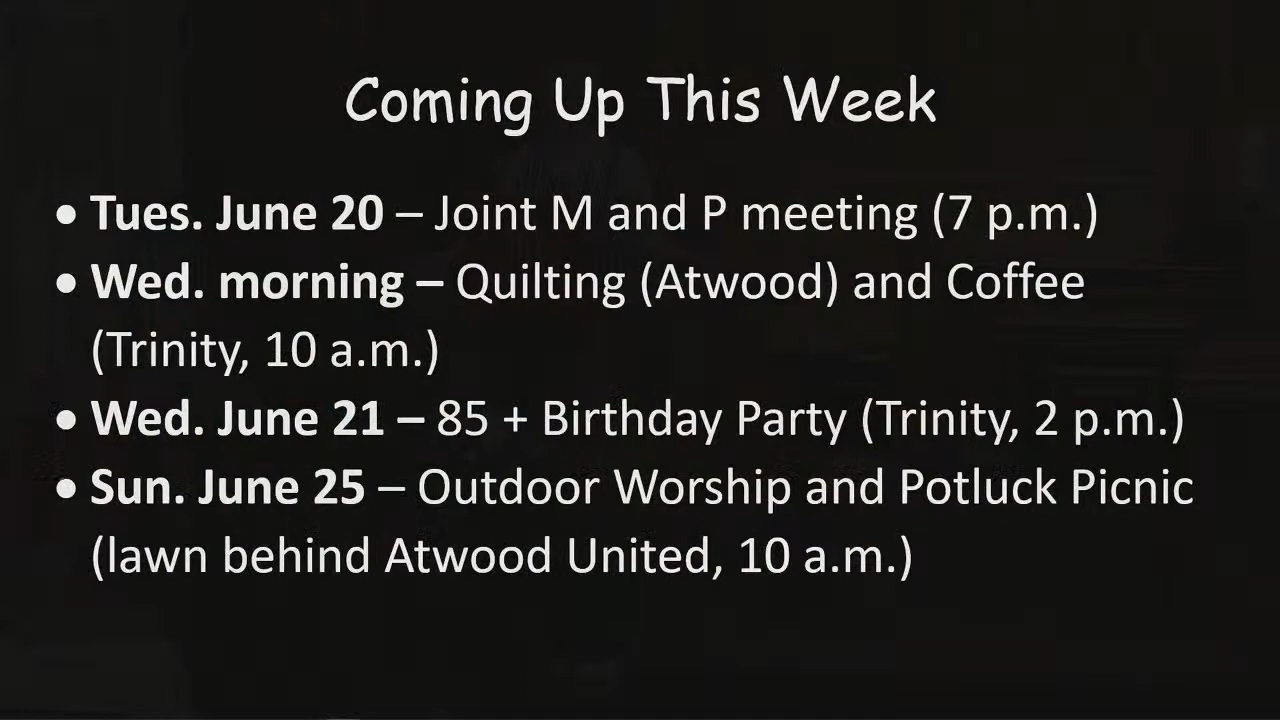 Coming Up This Week
• Tues. June 20 – Joint M and P meeting (7 p.m.)
• Wed. morning – Quilting (Atwood) and Coffee
(Trinity, 10 a.m.)
• Wed. June 21 – 85 + Birthday Party (Trinity, 2 p.m.)
• Sun. June 25 – Outdoor Worship and Potluck Picnic
(lawn behind Atwood United, 10 a.m.)